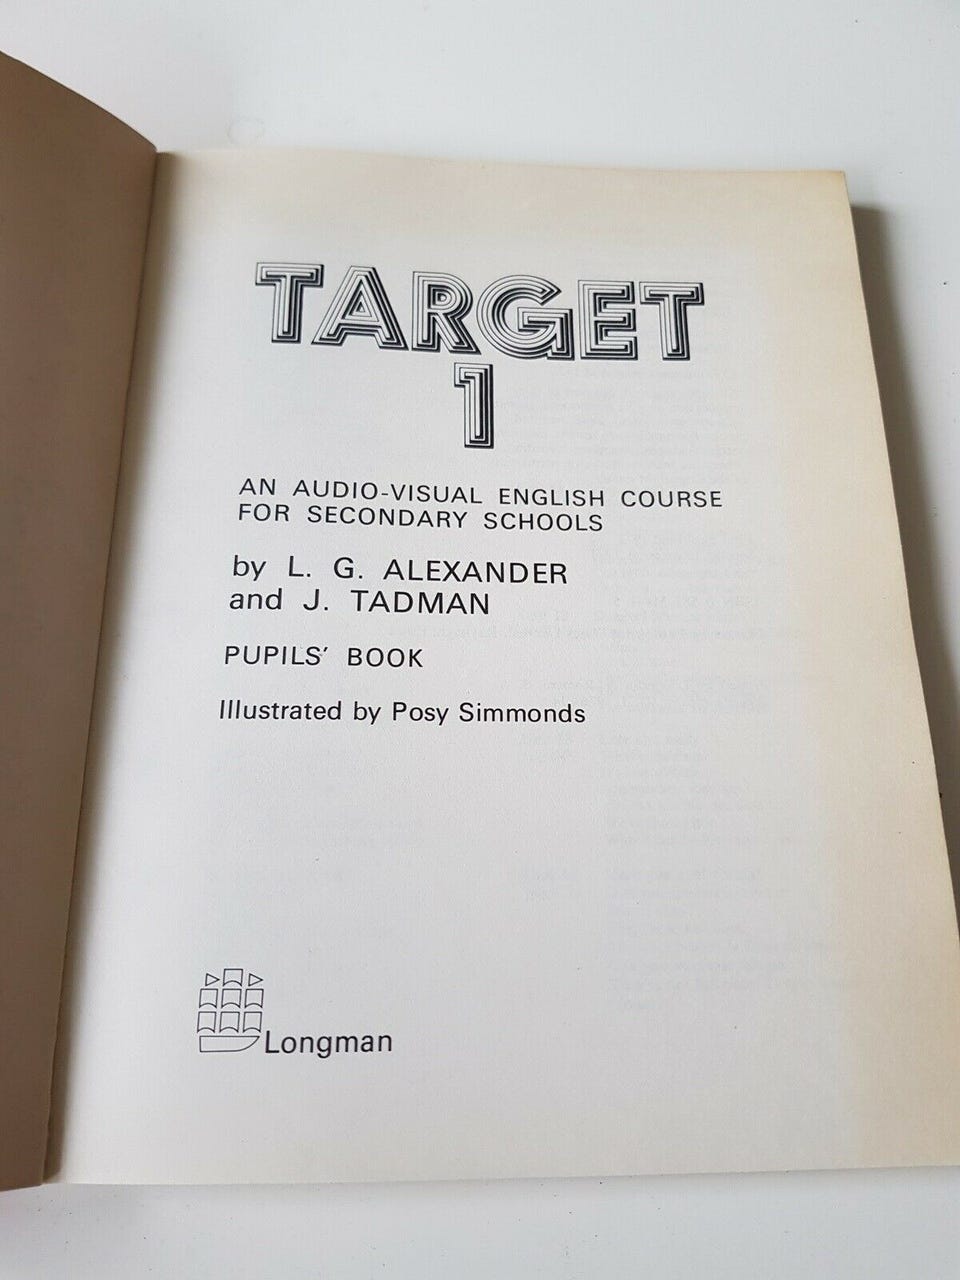 TARGET
1
AN AUDIO-VISUAL ENGLISH COURSE
FOR SECONDARY SCHOOLS
by L. G. ALEXANDER
and J. TADMAN
PUPILS' BOOK
Illustrated by Posy Simmonds
Longman